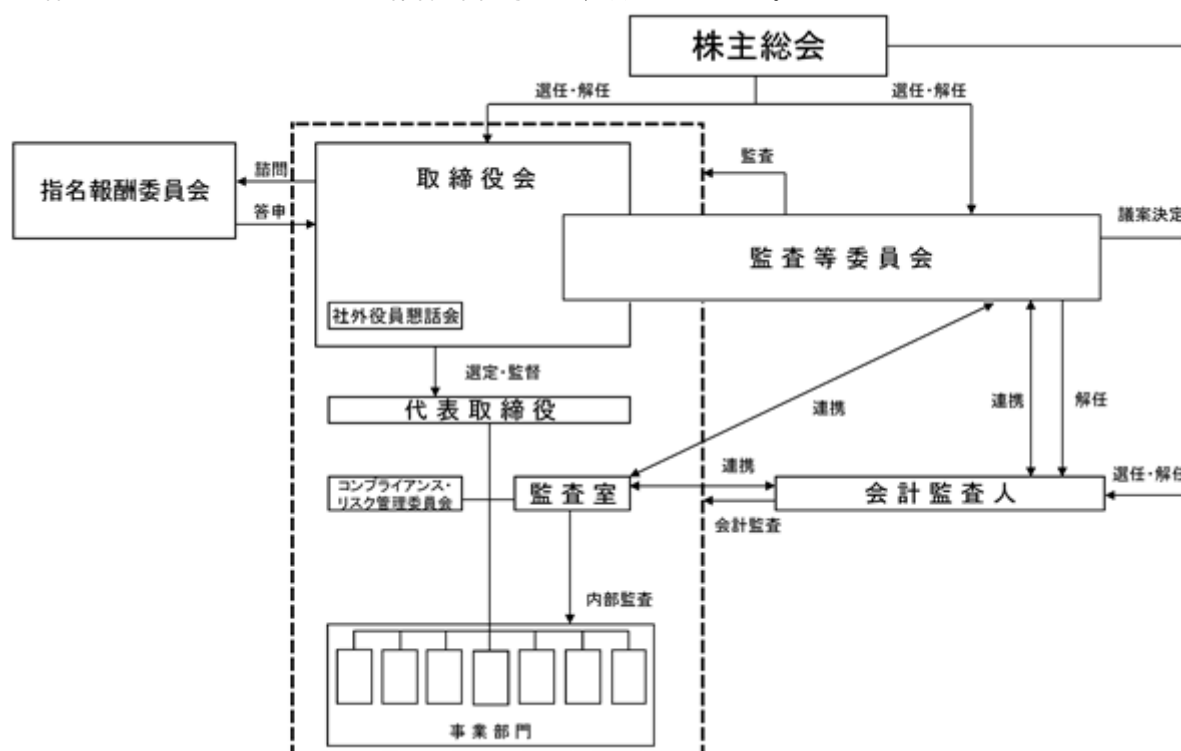 株主総会
選任・解任
選任・解任
指名報酬委員会
諮問
答申
取締役会
監査
議案決定
監査等委員会
社外役員懇話会
選定・監督
代表取締役
連携
連携
解任
コンプライアンス・
リスク管理委員会
監査室
連携
会計監査人
選任・解任
会計監査
内部監査
事業部門